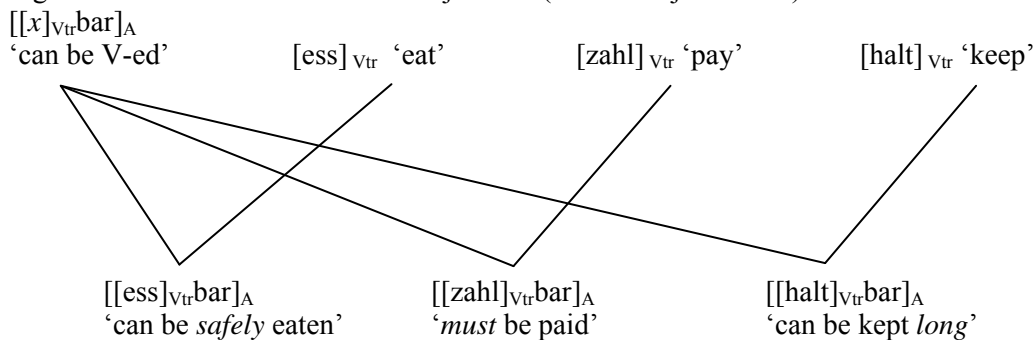 [[x]Vtrbar]A
‘can be V-ed’ [ess] Vtr ‘eat’ [zahl] Vtr ‘pay’ [halt] Vtr ‘keep’
[[ess]Vtrbar]A [[zahl]Vtrbar]A [[halt]Vtrbar]A
‘can be safely eaten’ ‘must be paid’ ‘can be kept long’